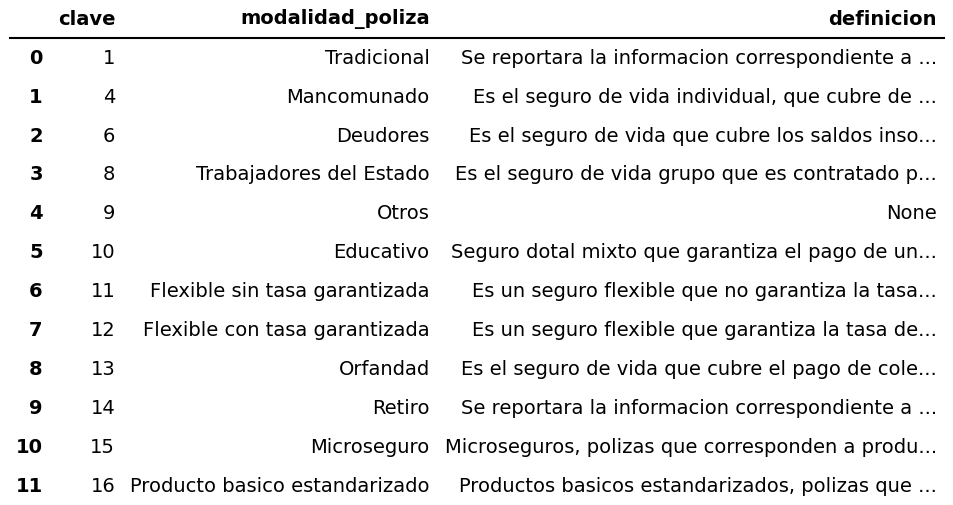 clave modalidad_poliza definicion
0 1 Tradicional Se reportara la informacion correspondiente a ...
1 4 Mancomunado Es el seguro de vida individual, que cubre de ...
2 6 Deudores Es el seguro de vida que cubre los saldos inso...
3 8 Trabajadores del Estado Es el seguro de vida grupo que es contratado p...
4 9 Otros None
5 10 Educativo Seguro dotal mixto que garantiza el pago de un...
6 11 Flexible sin tasa garantizada Es un seguro flexible que no garantiza la tasa...
7 12 Flexible con tasa garantizada Es un seguro flexible que garantiza la tasa de...
8 13 Orfandad Es el seguro de vida que cubre el pago de cole...
9 14 Retiro Se reportara la informacion correspondiente a ...
10 15 Microseguro Microseguros, polizas que corresponden a produ...
11 16 Producto basico estandarizado Productos basicos estandarizados, polizas que ...